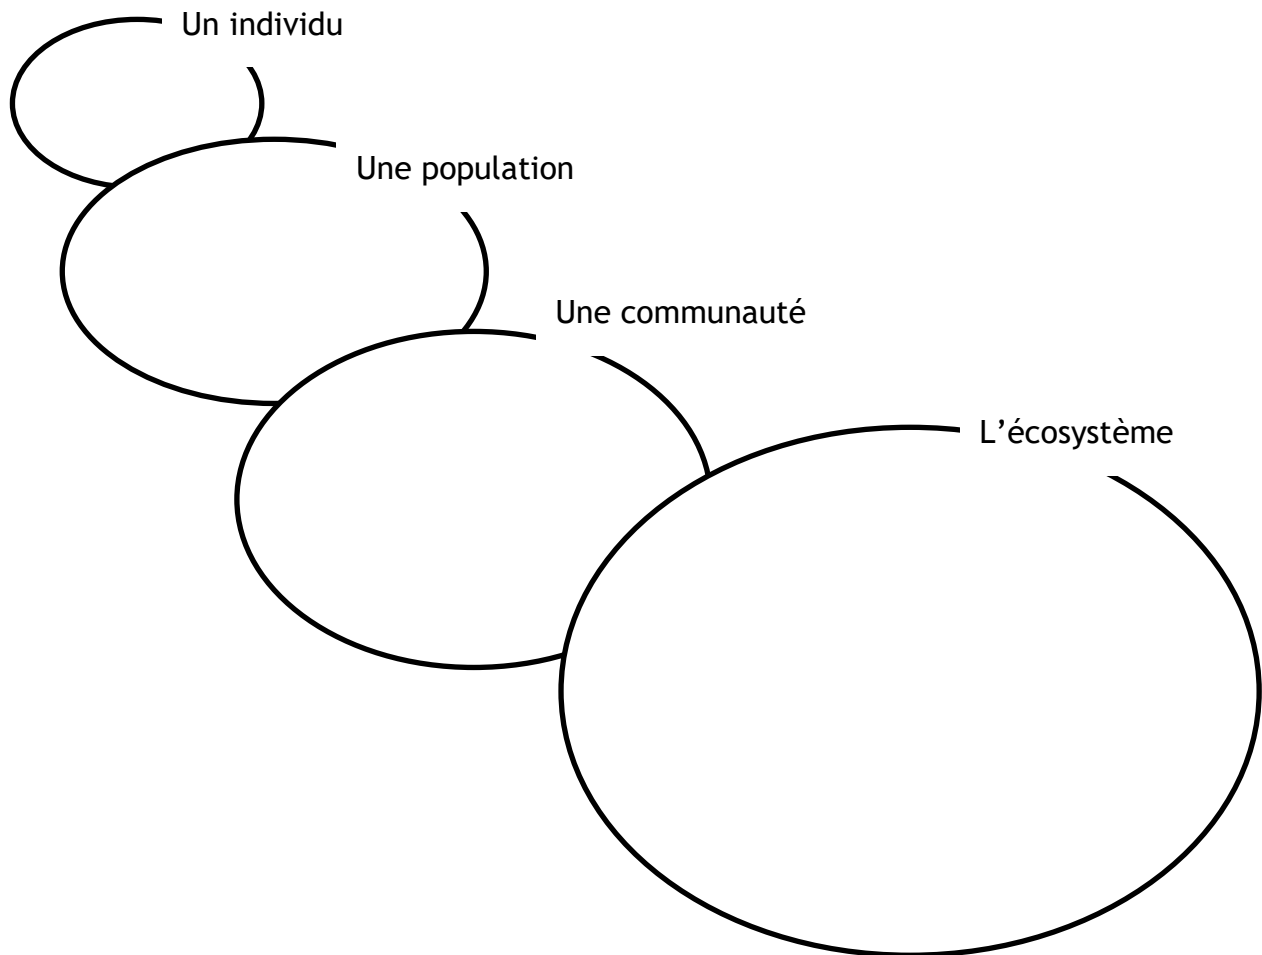 Un individu
Une population
Une communauté
L’écosystème